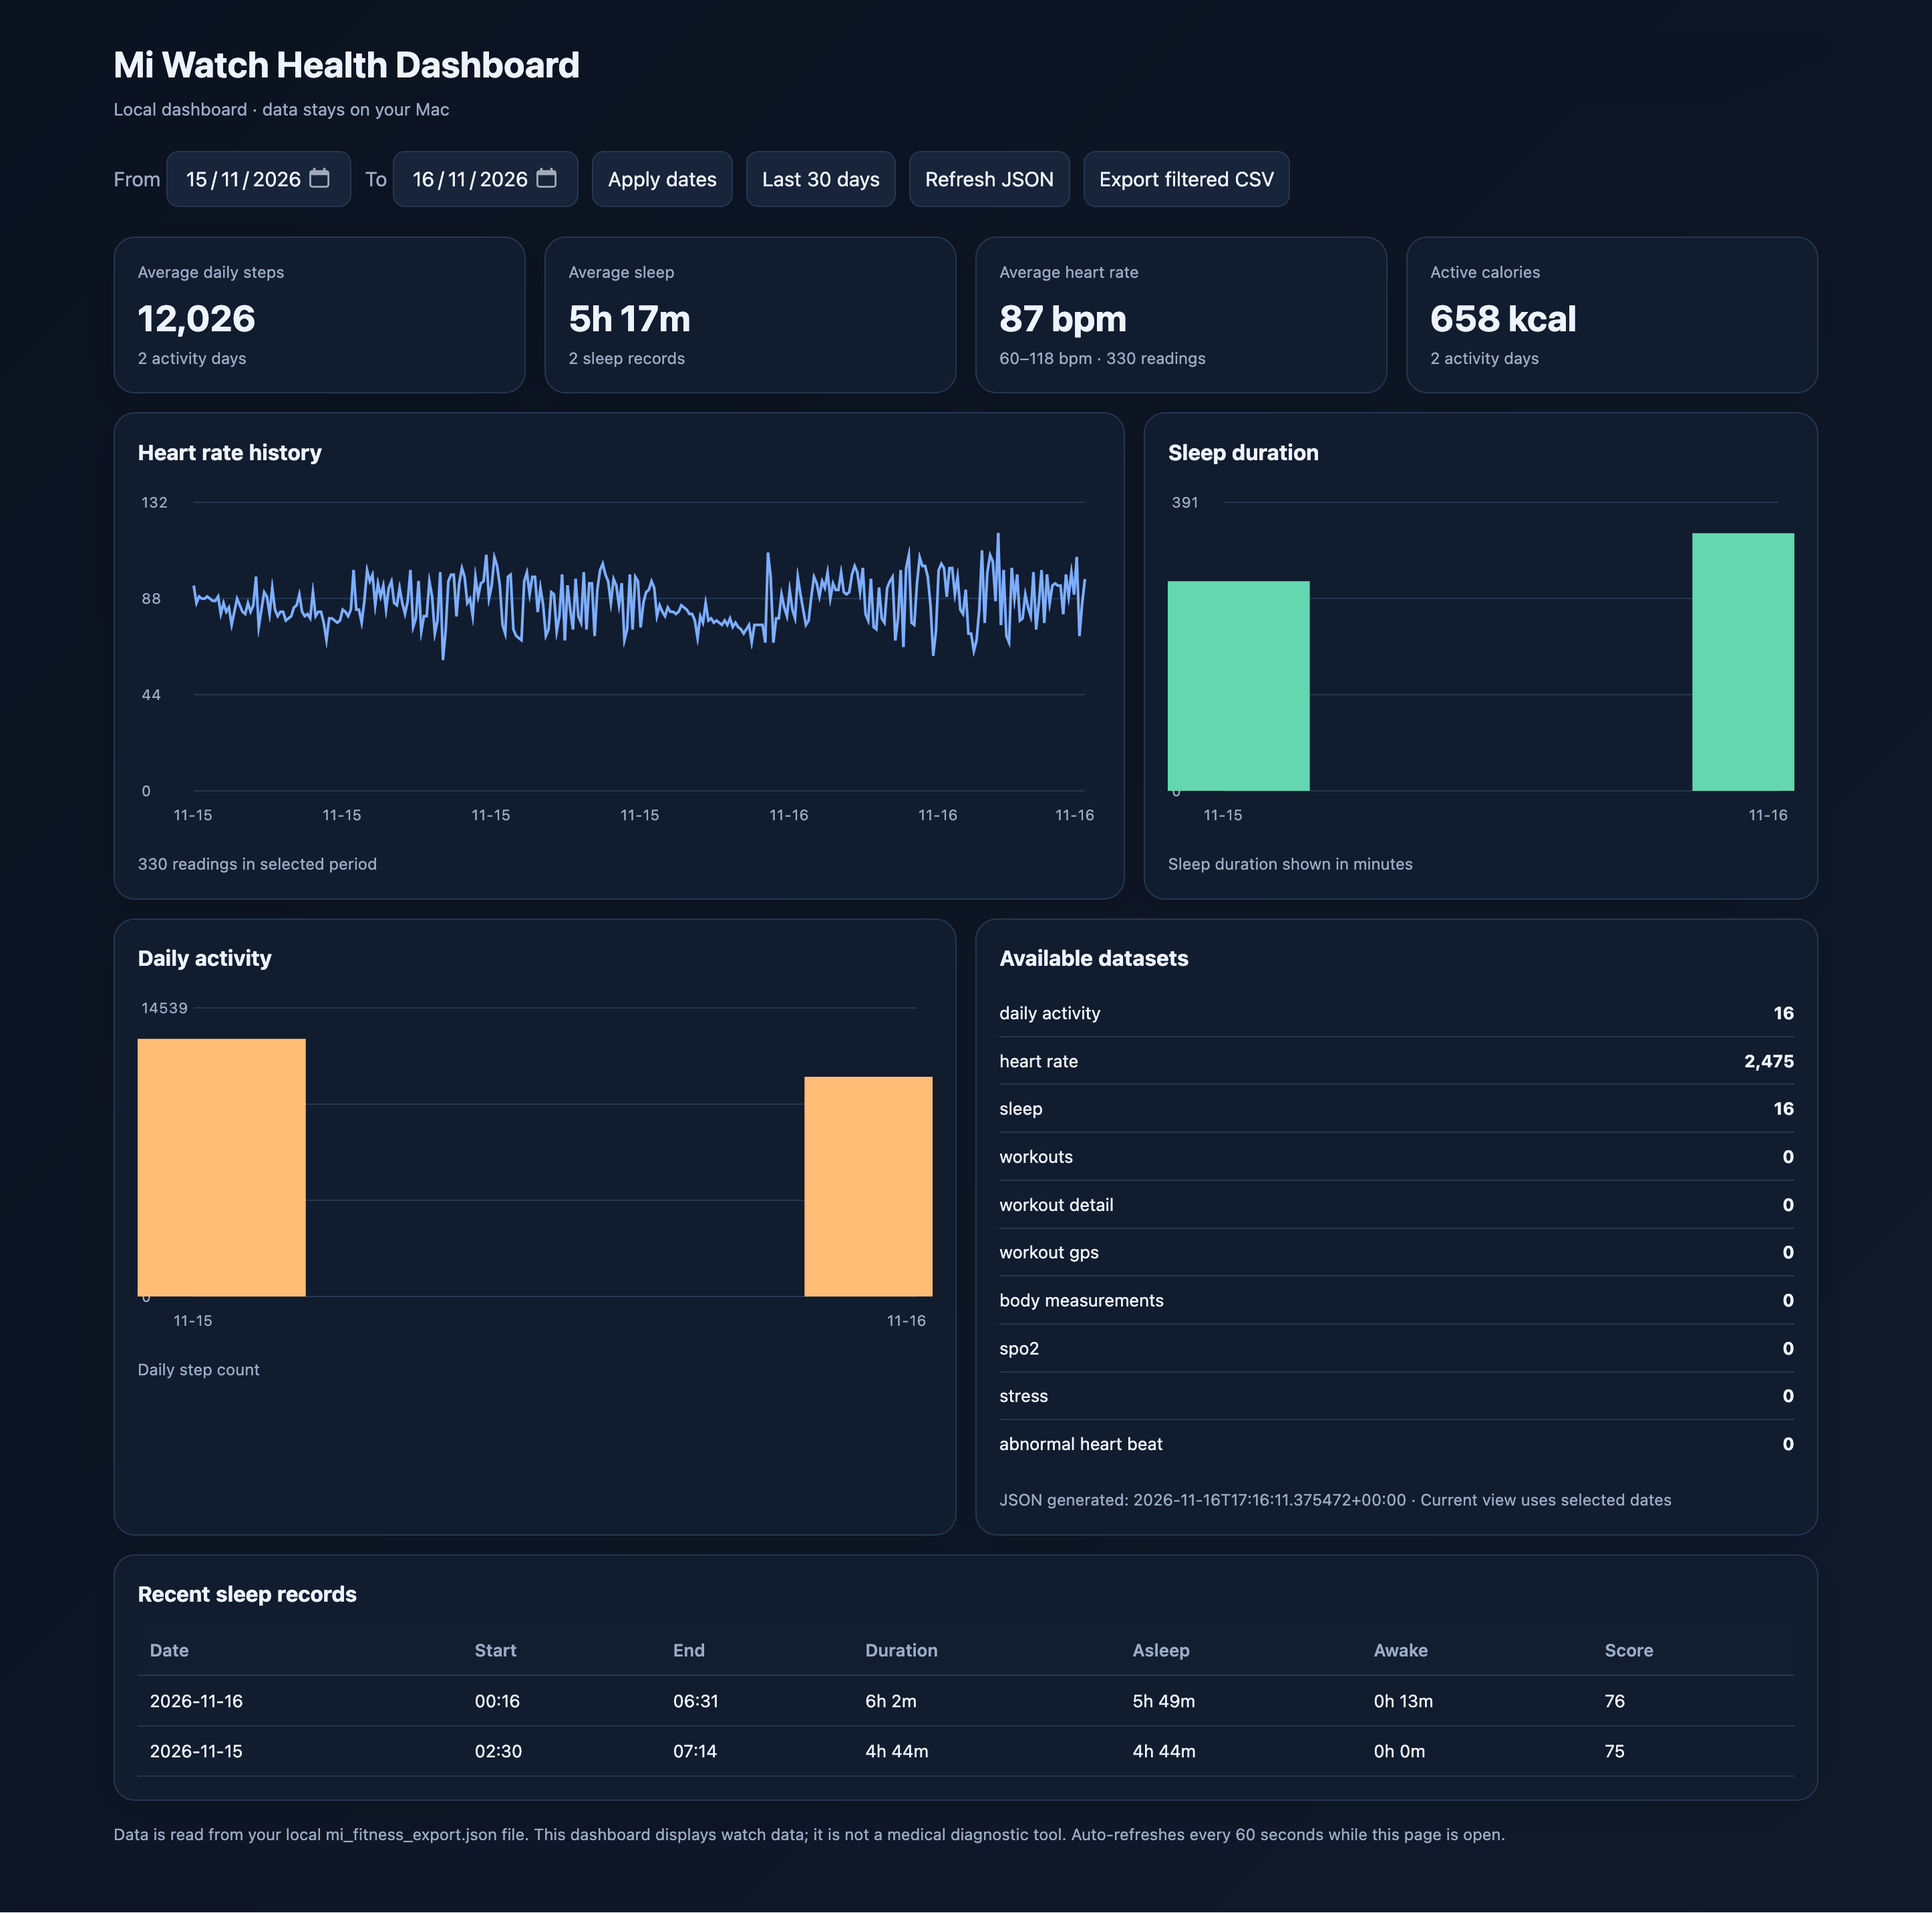 Mi Watch Health Dashboard
Local dashboard · data stays on your Mac
From 15/11/2026 To 16/11/2026 Apply dates Last 30 days Refresh JSON Export filtered CSV
Average daily steps
12,026
2 activity days
Average sleep
5h 17m
2 sleep records
Average heart rate
87 bpm
60–118 bpm · 330 readings
Active calories
658 kcal
2 activity days
Heart rate history
132
88
44
0
11-15 11-15 11-15 11-15 11-16 11-16 11-16
330 readings in selected period
Sleep duration
391
0
11-15 11-16
Sleep duration shown in minutes
Daily activity
14539
0
11-15 11-16
Daily step count
Available datasets
daily activity 16
heart rate 2,475
sleep 16
workouts 0
workout detail 0
workout gps 0
body measurements 0
spo2 0
stress 0
abnormal heart beat 0
JSON generated: 2026-11-16T17:16:11.375472+00:00 · Current view uses selected dates
Recent sleep records
Date Start End Duration Asleep Awake Score
2026-11-16 00:16 06:31 6h 2m 5h 49m 0h 13m 76
2026-11-15 02:30 07:14 4h 44m 4h 44m 0h 0m 75
Data is read from your local mi_fitness_export.json file. This dashboard displays watch data; it is not a medical diagnostic tool. Auto-refreshes every 60 seconds while this page is open.